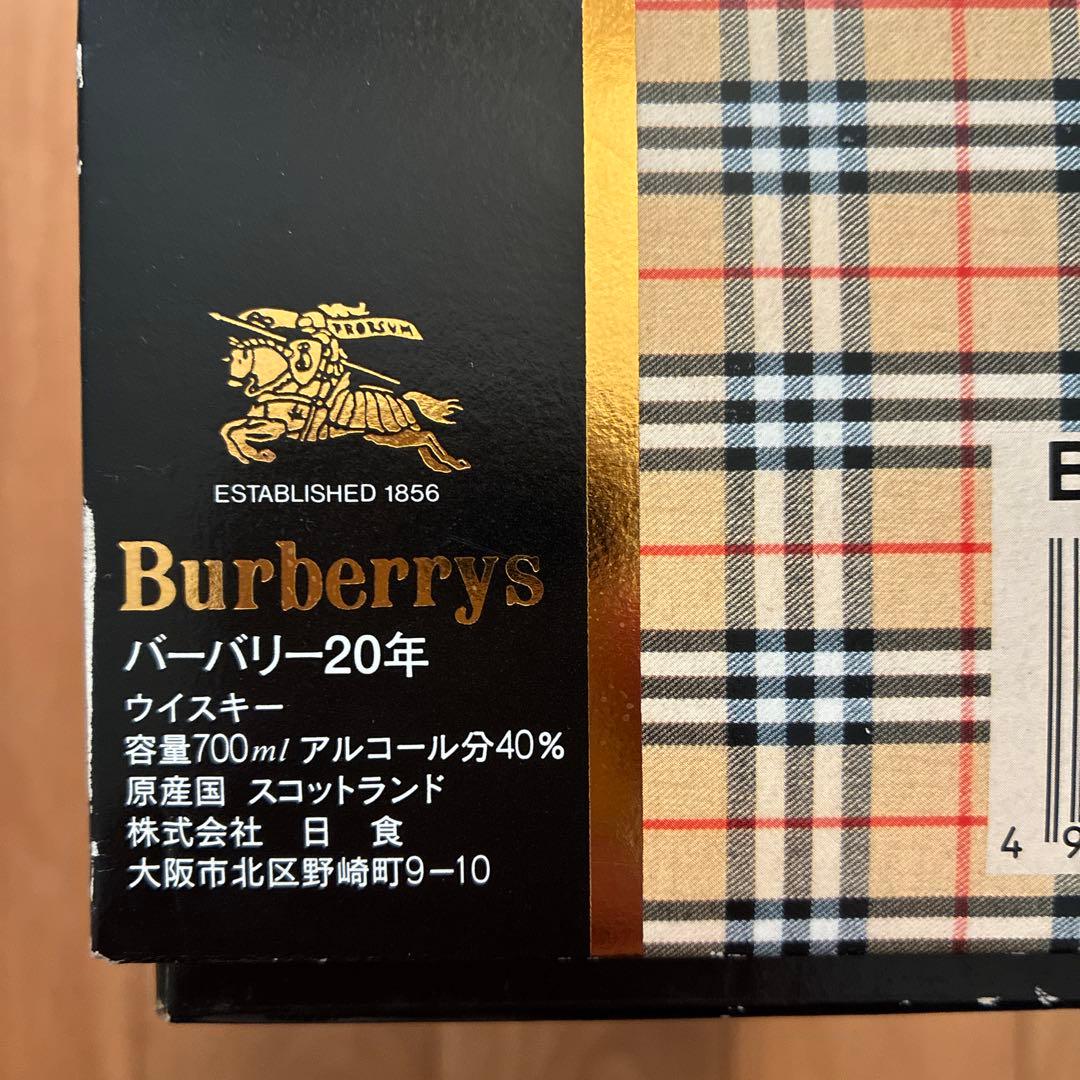 PRORSUM
ESTABLISHED 1856
Burberrys
バーバリー20年
ウイスキー
容量700ml アルコール分40%
原産国 スコットランド
株式会社 日 食
大阪市北区野崎町9-10
4 9